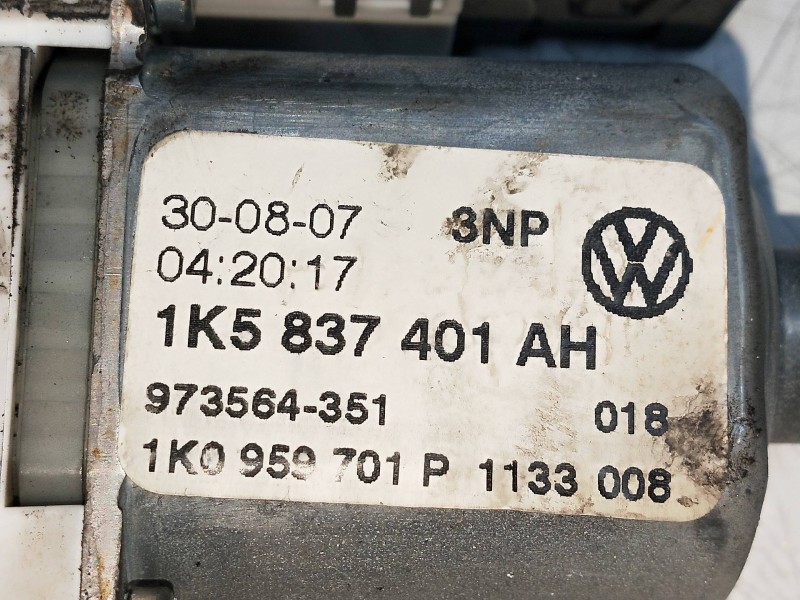 30-08-07 3NP
04:20:17
1K5 837 401 AH
973564-351 018
1K0 959 701 P 1133 008